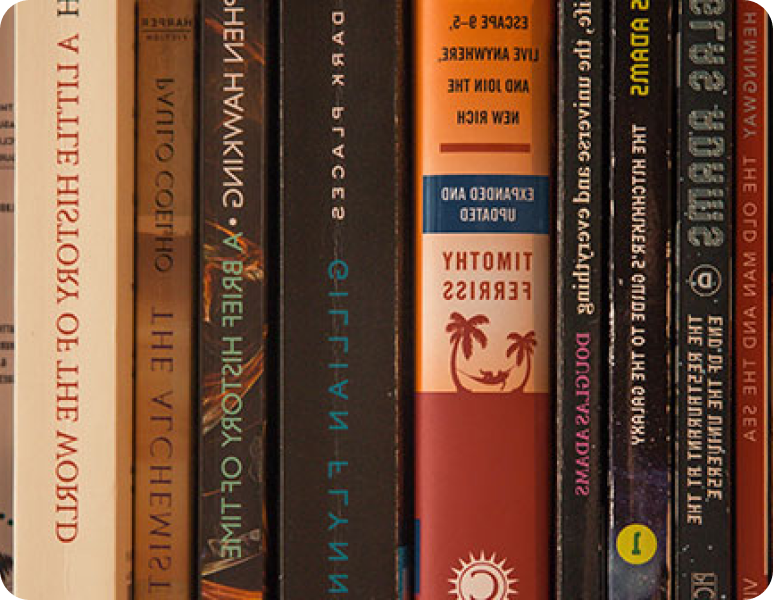 A LITTLE HISTORY OF THE WORLD
HARPER
FICTION
PAULO COELHO THE ALCHEMIST
PHEN HAWKING • A BRIEF HISTORY OF TIME
DARK PLACES GILLIAN FLYNN
ESCAPE 9–5,
LIVE ANYWHERE,
AND JOIN THE
NEW RICH
EXPANDED AND
UPDATED
TIMOTHY
FERRISS
the universe and everything DOUGLAS ADAMS
S ADAMS THE HITCHHIKER'S GUIDE TO THE GALAXY 1
GLAS ADAMS
THE RESTAURANT AT THE
END OF THE UNIVERSE
HEMINGWAY THE OLD MAN AND THE SEA